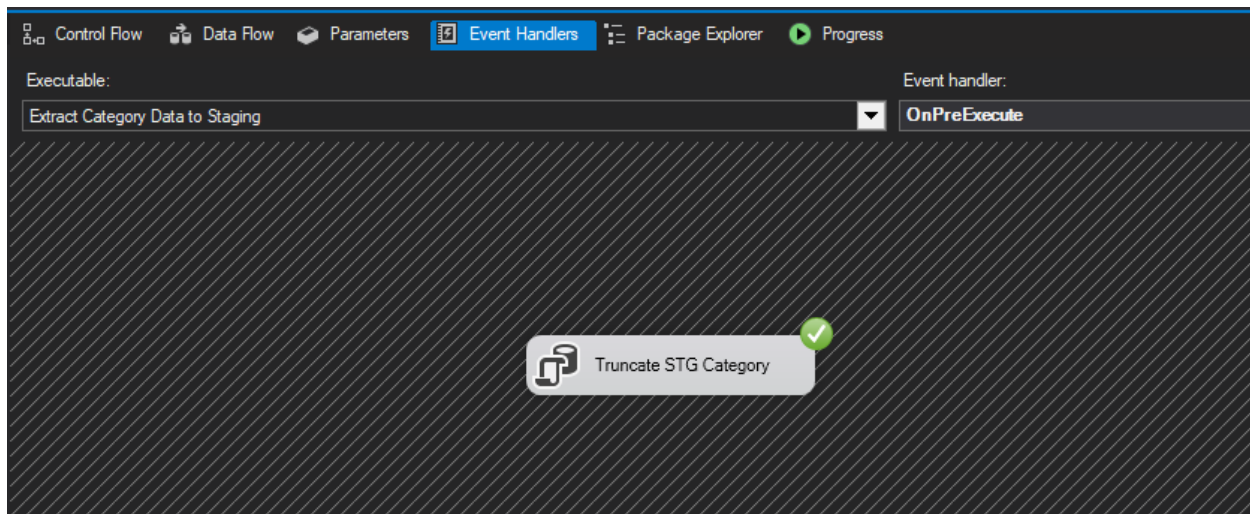 Control Flow Data Flow Parameters Event Handlers Package Explorer Progress
Executable: Event handler:
Extract Category Data to Staging OnPreExecute
Truncate STG Category